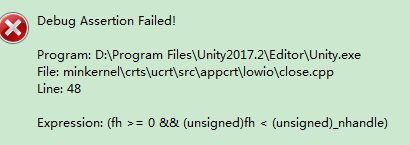 Debug Assertion Failed!
Program: D:\Program Files\Unity2017.2\Editor\Unity.exe
File: minkernel\crts\ucrt\src\appcrt\lowio\close.cpp
Line: 48
Expression: (fh >= 0 && (unsigned)fh < (unsigned)_nhandle)